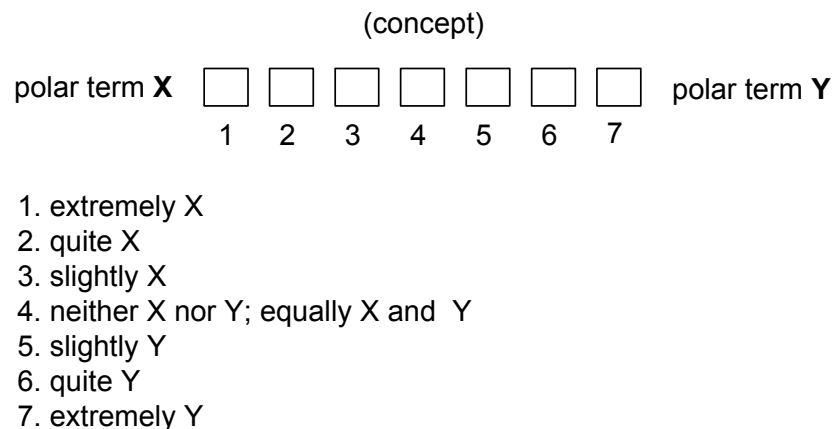 (concept)
polar term X polar term Y
1 2 3 4 5 6 7
1. extremely X
2. quite X
3. slightly X
4. neither X nor Y; equally X and Y
5. slightly Y
6. quite Y
7. extremely Y